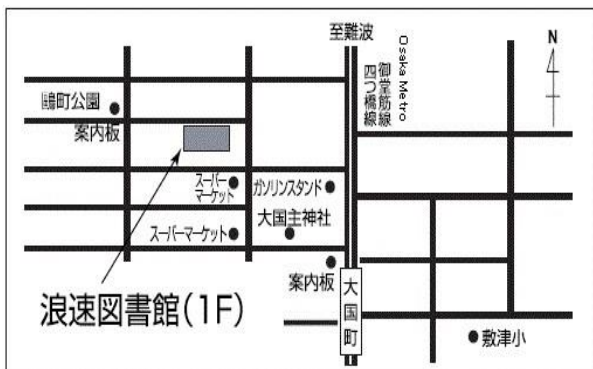 至難波
N
Osaka Metro
御堂筋線
四つ橋線
鷗町公園
案内板
スーパー
マーケット
ガソリンスタンド
大国主神社
スーパーマーケット
案内板
浪速図書館(1F)
大国町
敷津小